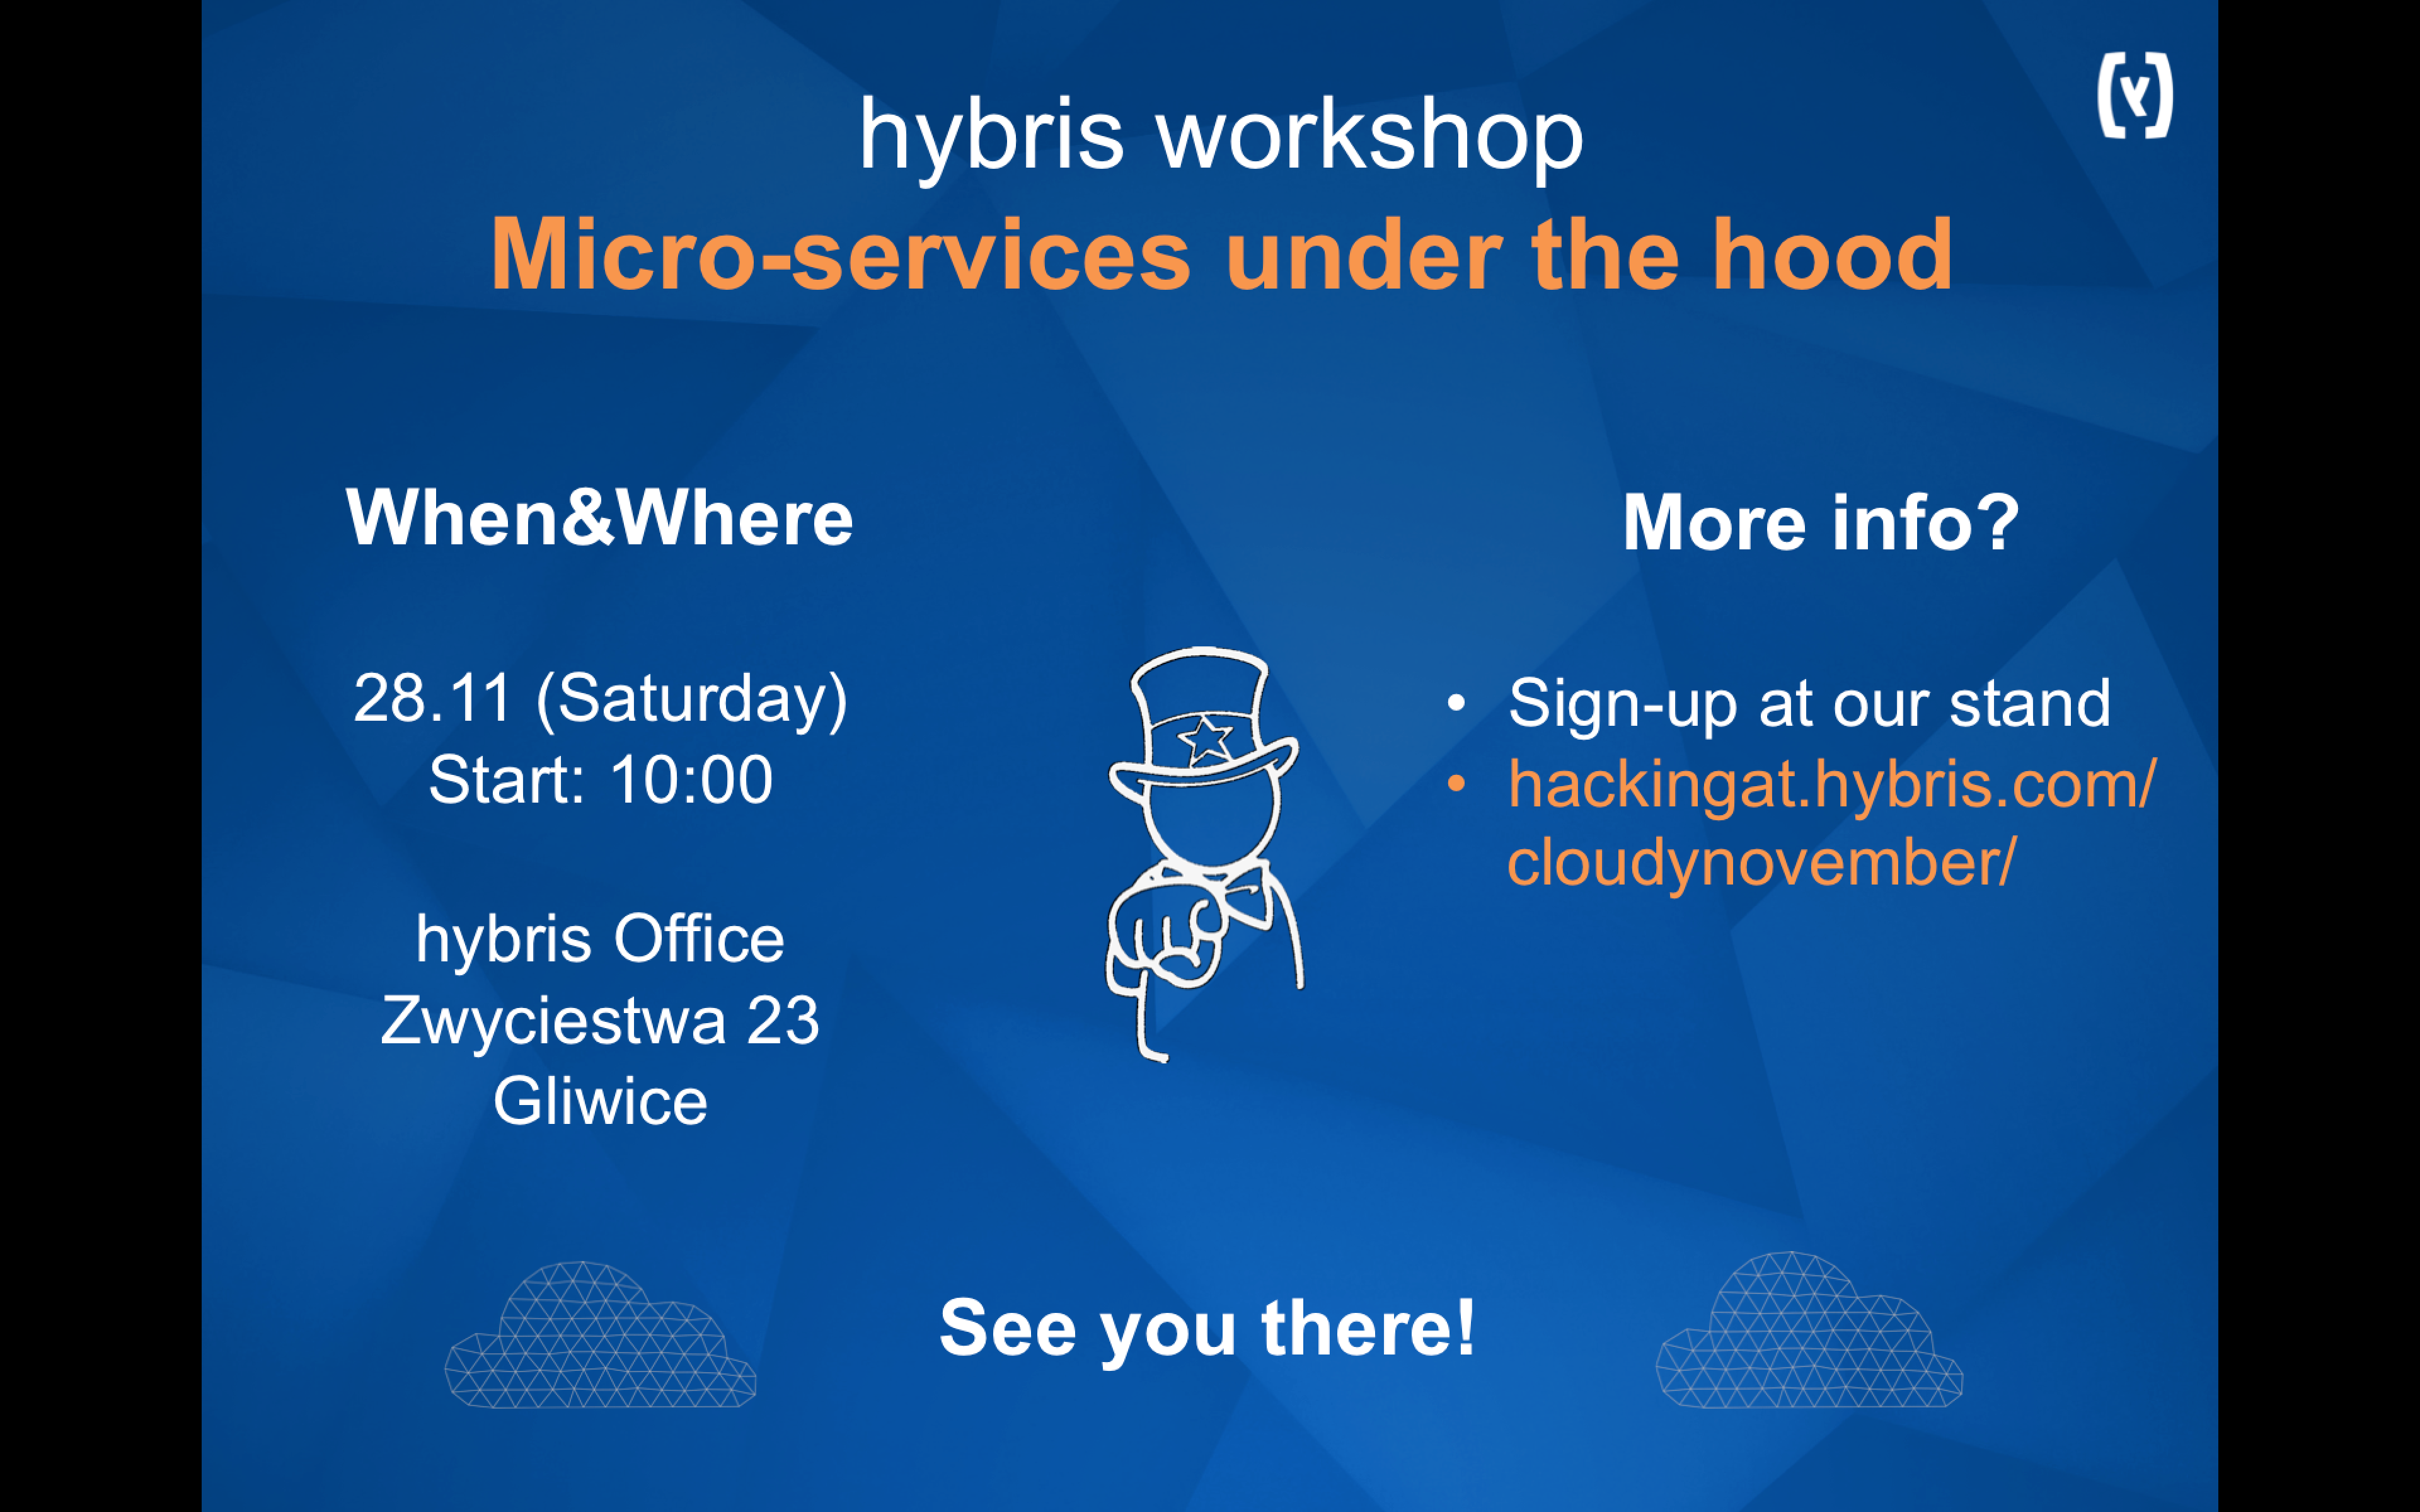 hybris workshop
Micro-services under the hood
When&Where
28.11 (Saturday)
Start: 10:00
hybris Office
Zwyciestwa 23
Gliwice
More info?
• Sign-up at our stand
• hackingat.hybris.com/
cloudynovember/
See you there!